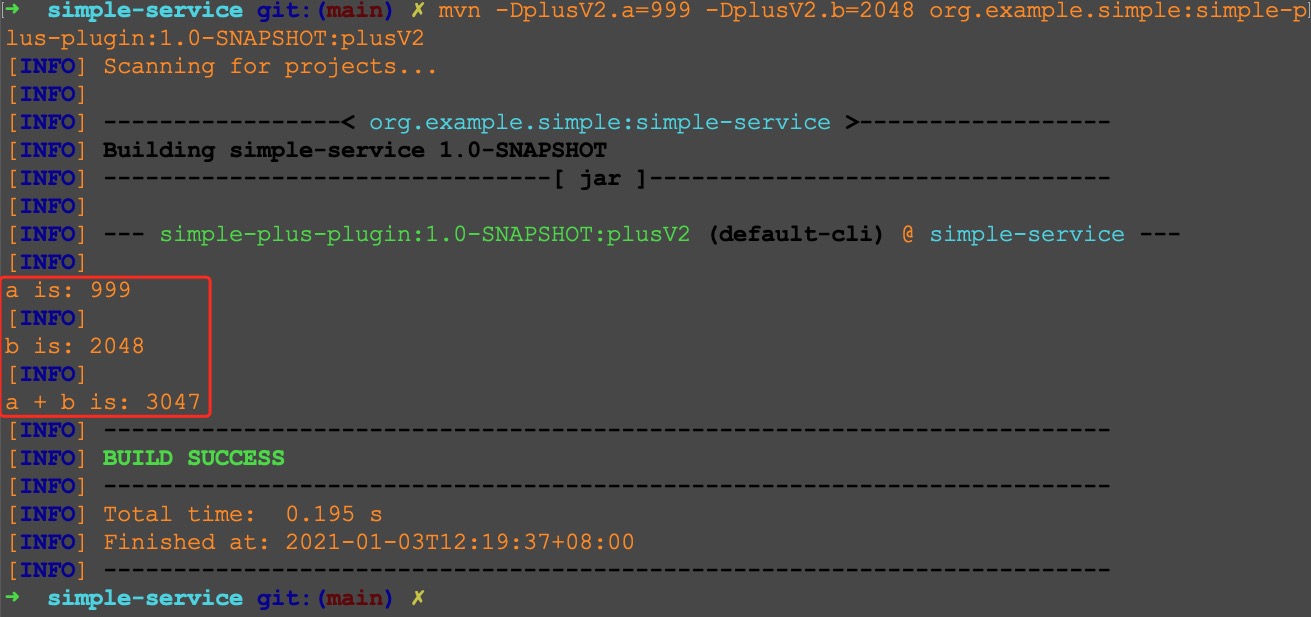 ➜  simple-service git:(main) ✗ mvn -DplusV2.a=999 -DplusV2.b=2048 org.example.simple:simple-p
lus-plugin:1.0-SNAPSHOT:plusV2
[INFO] Scanning for projects...
[INFO]
[INFO] -----------------< org.example.simple:simple-service >------------------
[INFO] Building simple-service 1.0-SNAPSHOT
[INFO] --------------------------------[ jar ]---------------------------------
[INFO]
[INFO] --- simple-plus-plugin:1.0-SNAPSHOT:plusV2 (default-cli) @ simple-service ---
[INFO]
a is: 999
[INFO]
b is: 2048
[INFO]
a + b is: 3047
[INFO] ------------------------------------------------------------------------
[INFO] BUILD SUCCESS
[INFO] ------------------------------------------------------------------------
[INFO] Total time:  0.195 s
[INFO] Finished at: 2021-01-03T12:19:37+08:00
[INFO] ------------------------------------------------------------------------
➜  simple-service git:(main) ✗